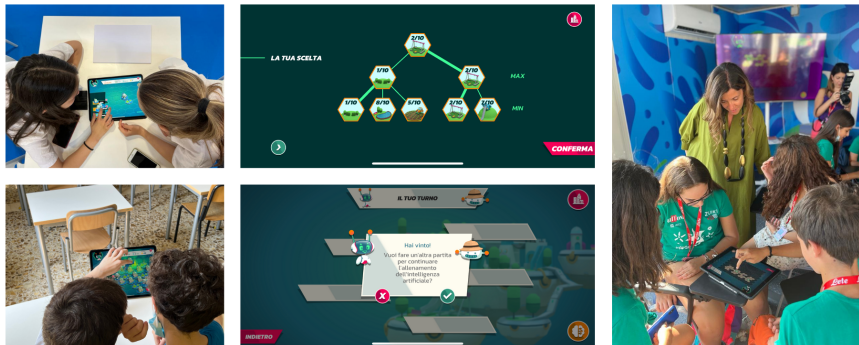 2/10
LA TUA SCELTA
1/10
2/10
MAX
1/10
8/10
5/10
2/10
7/10
MIN
CONFERMA
IL TUO TURNO
Hai vinto!
Vuoi fare un'altra partita
per continuare
l'allenamento
dell'intelligenza
artificiale?
INDIETRO